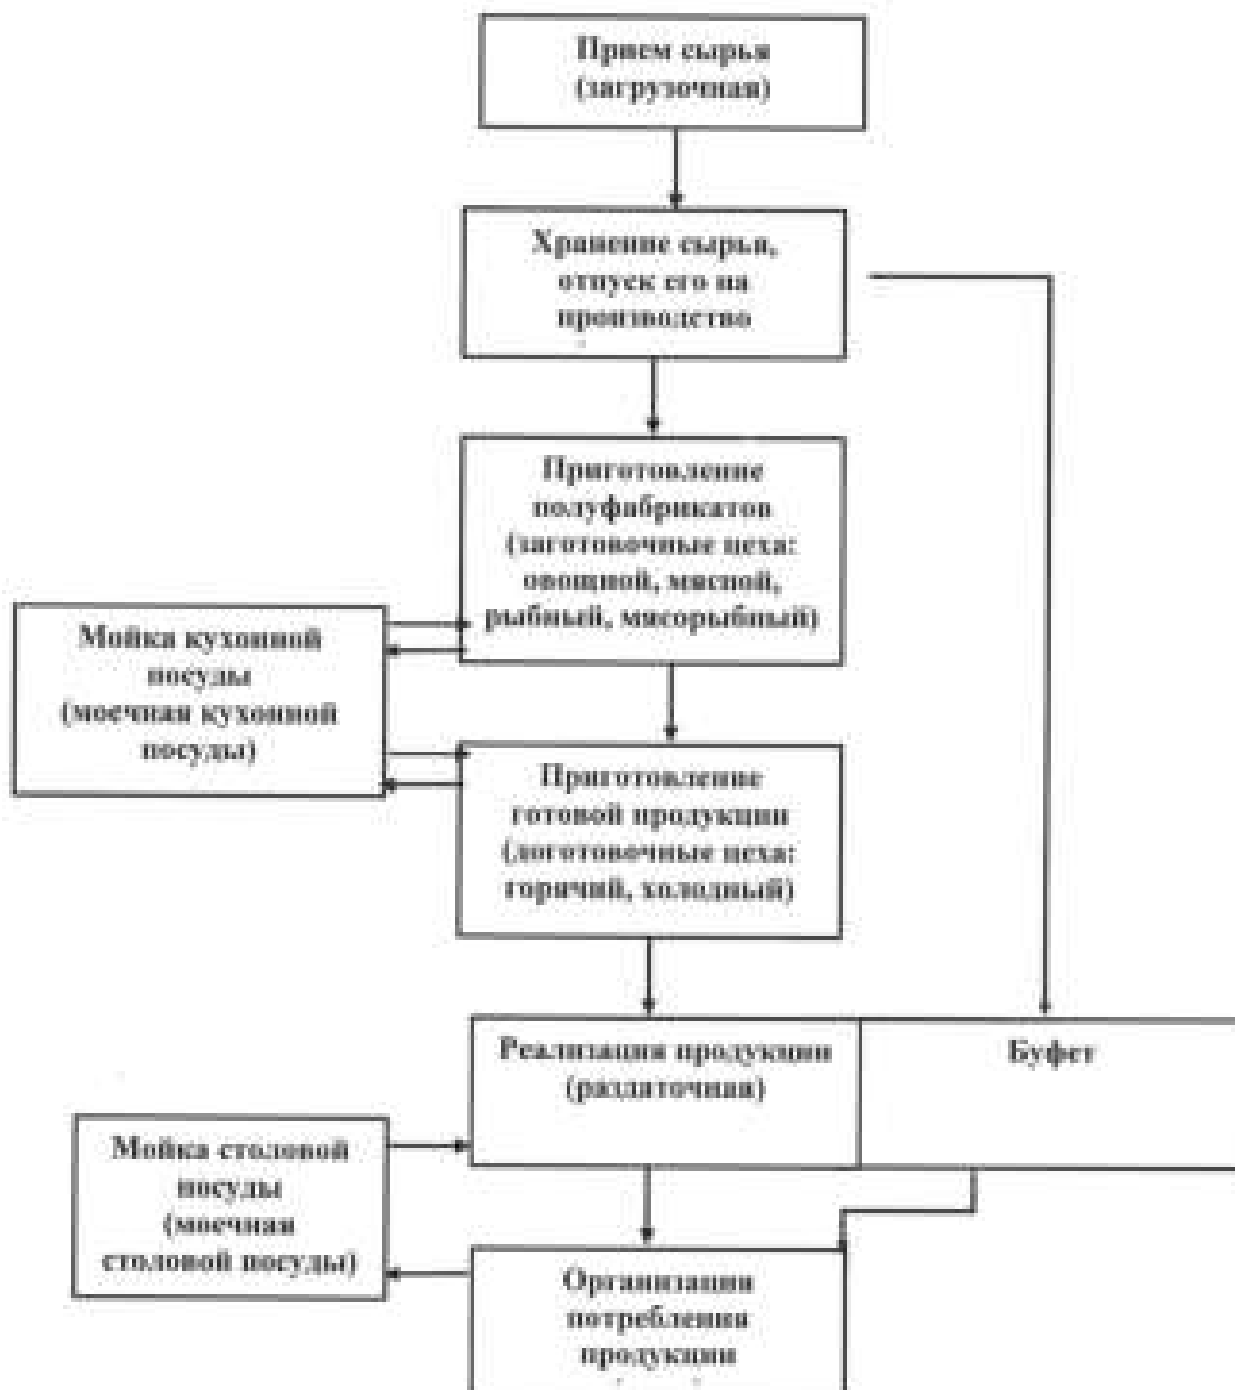 Прием сырья
(загрузочная)
Хранение сырья,
отпуск его на
производство
Приготовление
полуфабрикатов
(заготовочные цеха:
овощной, мясной,
рыбный, мясорыбный)
Мойка кухонной
посуды
(моечная кухонной
посуды)
Приготовление
готовой продукции
(доготовочные цеха:
горячий, холодный)
Реализация продукции
(раздаточная)
Буфет
Мойка столовой
посуды
(моечная
столовой посуды)
Организация
потребления
продукции